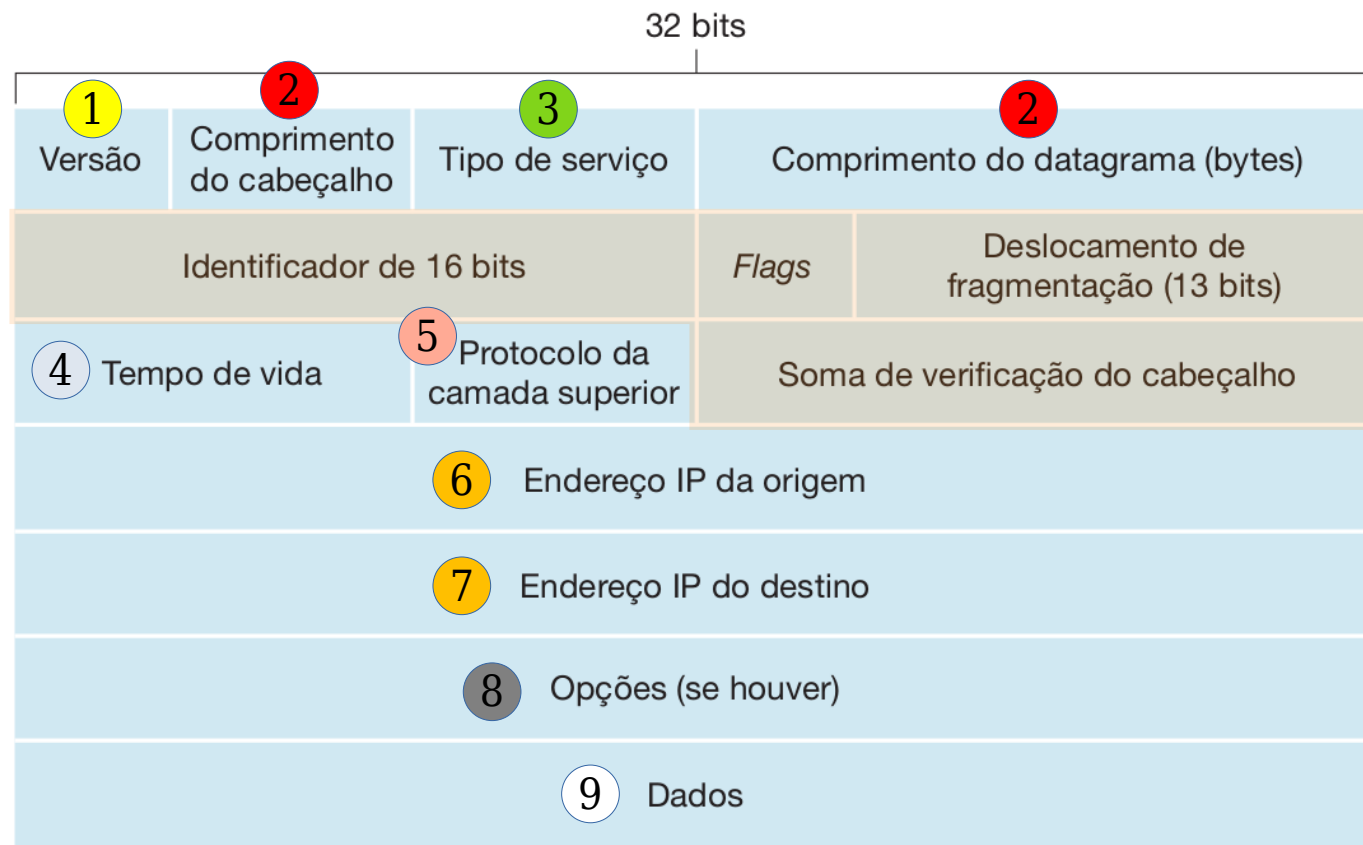 32 bits
1
Versão
2
Comprimento
do cabeçalho
3
Tipo de serviço
2
Comprimento do datagrama (bytes)
Identificador de 16 bits
Flags
Deslocamento de
fragmentação (13 bits)
4 Tempo de vida
5
Protocolo da
camada superior
Soma de verificação do cabeçalho
6 Endereço IP da origem
7 Endereço IP do destino
8 Opções (se houver)
9 Dados